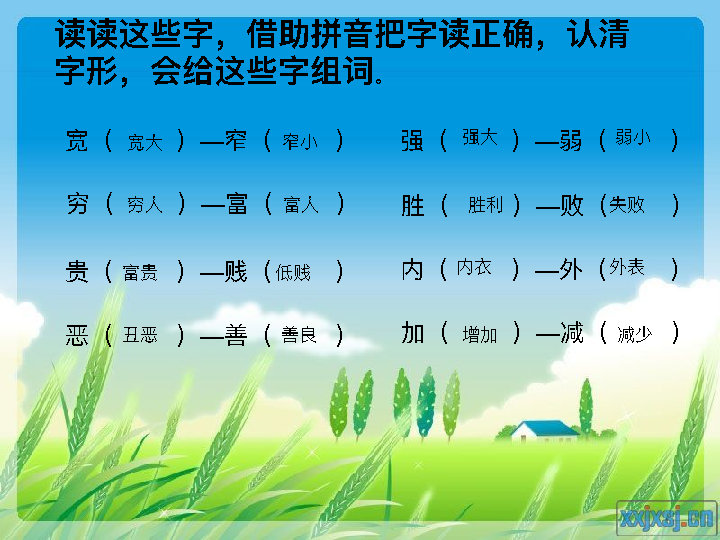 读读这些字，借助拼音把字读正确，认清
字形，会给这些字组词。
宽（ 宽大 ）—窄（ 窄小 ） 强（ 强大 ）—弱（ 弱小 ）
穷（ 穷人 ）—富（ 富人 ） 胜（ 胜利 ）—败（失败 ）
贵（ 富贵 ）—贱（低贱 ） 内（ 内衣 ）—外（外表 ）
恶（ 丑恶 ）—善（ 善良 ） 加（ 增加 ）—减（ 减少 ）
xxjxsj.cn